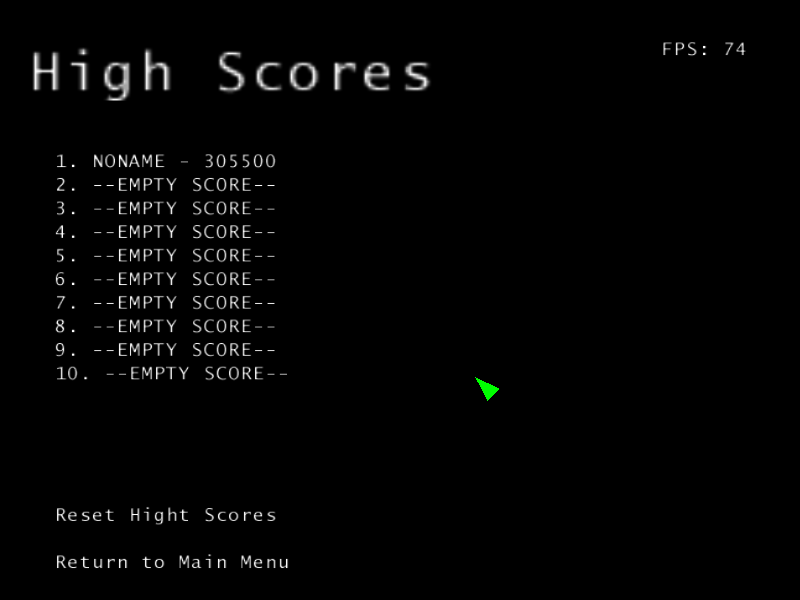 High Scores
FPS: 74
1. NONAME - 305500
2. --EMPTY SCORE--
3. --EMPTY SCORE--
4. --EMPTY SCORE--
5. --EMPTY SCORE--
6. --EMPTY SCORE--
7. --EMPTY SCORE--
8. --EMPTY SCORE--
9. --EMPTY SCORE--
10. --EMPTY SCORE--
Reset Hight Scores
Return to Main Menu